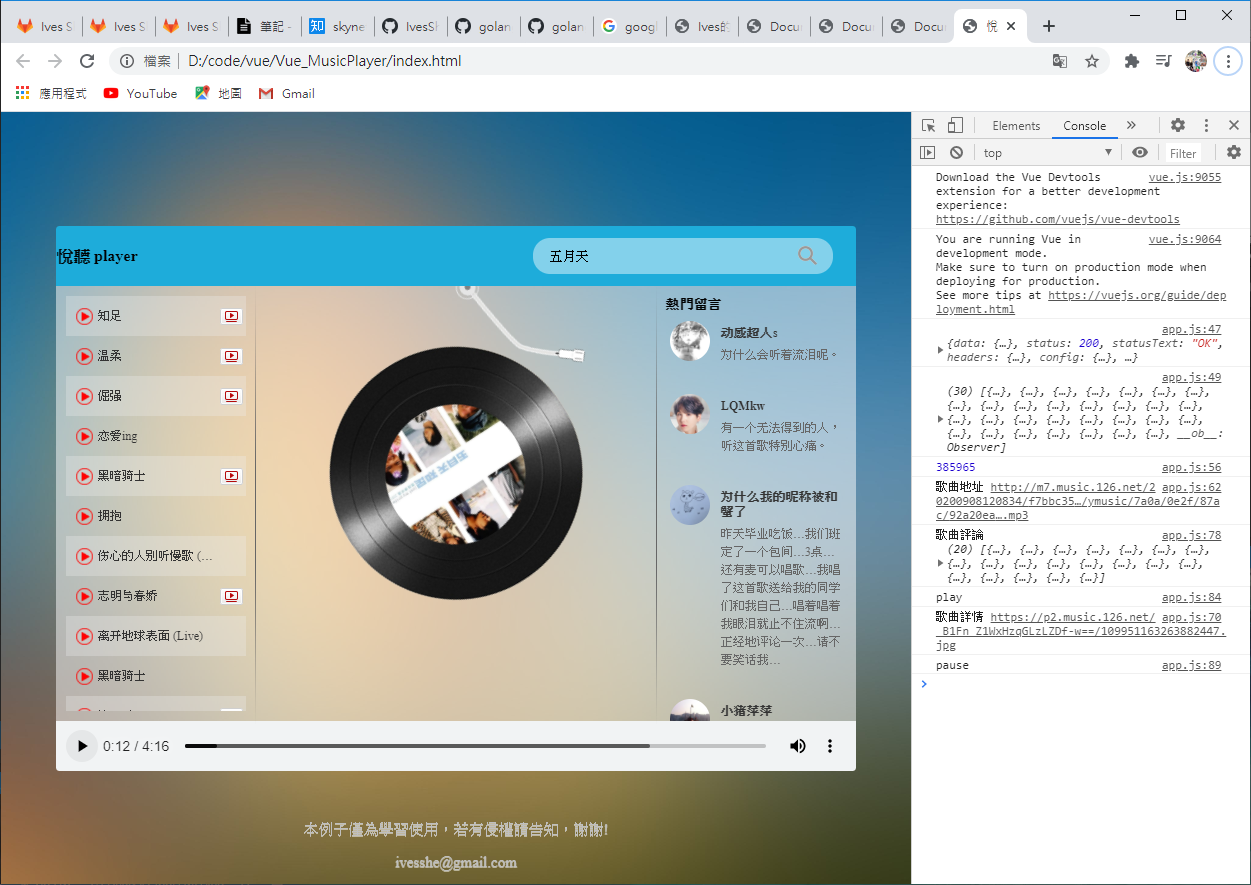 Ives S
Ives S
Ives S
筆記 -
skyne
IvesSh
golan
golan
googl
Ives的
Docu
Docu
Docu
悅
檔案 D:/code/vue/Vue_MusicPlayer/index.html
應用程式 YouTube 地圖 Gmail
悅聽 player
五月天
知足
温柔
倔强
恋爱ing
黑暗骑士
拥抱
伤心的人别听慢歌 (…
志明与春娇
离开地球表面 (Live)
黑暗骑士
熱門留言
动感超人s
为什么会听着流泪呢。
LQMkw
有一个无法得到的人，
听这首歌特别心痛。
为什么我的昵称被和
蟹了
昨天毕业吃饭…我们班
定了一个包间…3点…
还有麦可以唱歌…我唱
了这首歌送给我的同学
们和我自己…唱着唱着
我眼泪就止不住流啊…
正经地评论一次…请不
要笑话我…
小猪萍萍
0:12 / 4:16
本例子僅為學習使用，若有侵權請告知，謝謝!
ivesshe@gmail.com
Elements Console
top Filter
Download the Vue Devtools vue.js:9055
extension for a better development
experience:
https://github.com/vuejs/vue-devtools
You are running Vue in vue.js:9064
development mode.
Make sure to turn on production mode when
deploying for production.
See more tips at https://vuejs.org/guide/dep
loyment.html
app.js:47
{data: {…}, status: 200, statusText: "OK",
headers: {…}, config: {…}, …}
app.js:49
(30) [{…}, {…}, {…}, {…}, {…}, {…}, {…},
{…}, {…}, {…}, {…}, {…}, {…}, {…}, {…},
{…}, {…}, {…}, {…}, {…}, {…}, {…}, {…},
{…}, {…}, {…}, {…}, {…}, {…}, {…}, __ob__:
Observer]
385965 app.js:56
歌曲地址 http://m7.music.126.net/2 app.js:62
0200908120834/f7bbc35…/ymusic/7a0a/0e2f/87a
c/92a20ea….mp3
歌曲評論 app.js:78
(20) [{…}, {…}, {…}, {…}, {…}, {…}, {…},
{…}, {…}, {…}, {…}, {…}, {…}, {…}, {…},
{…}, {…}, {…}, {…}, {…}]
play app.js:84
歌曲詳情 https://p2.music.126.net/ app.js:70
_B1Fn_Z1WxHzqGLzLZDf-w==/109951163263882447.
jpg
pause app.js:89